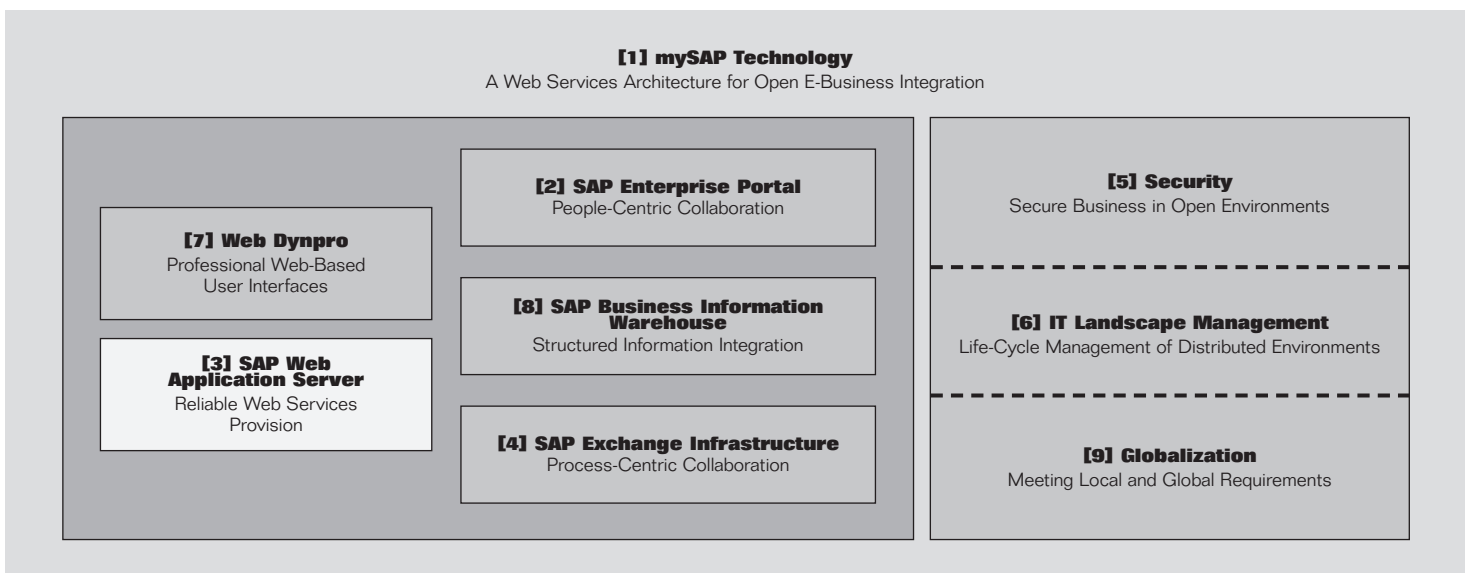 [1] mySAP Technology
A Web Services Architecture for Open E-Business Integration
[7] Web Dynpro
Professional Web-Based
User Interfaces
[3] SAP Web
Application Server
Reliable Web Services
Provision
[2] SAP Enterprise Portal
People-Centric Collaboration
[8] SAP Business Information
Warehouse
Structured Information Integration
[4] SAP Exchange Infrastructure
Process-Centric Collaboration
[5] Security
Secure Business in Open Environments
[6] IT Landscape Management
Life-Cycle Management of Distributed Environments
[9] Globalization
Meeting Local and Global Requirements